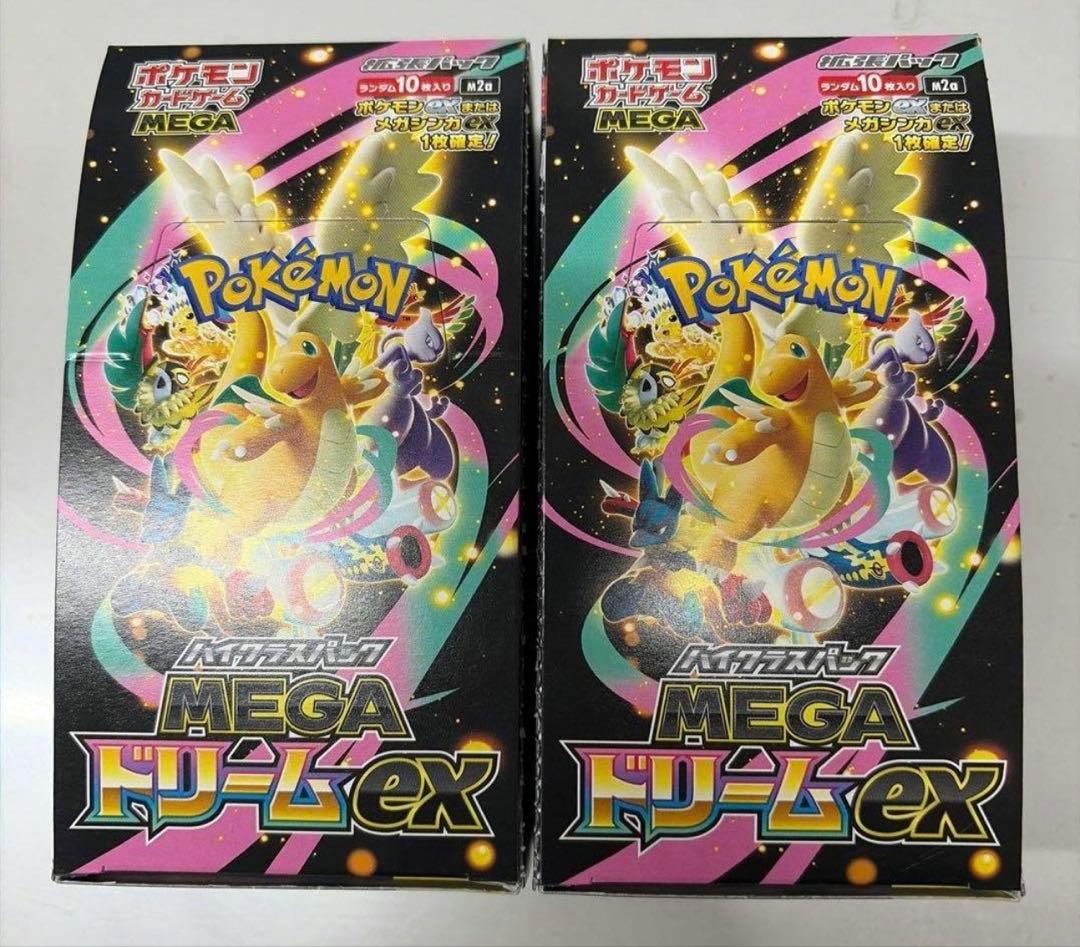 ポケモン
カードゲーム
MEGA
拡張パック
ランダム10枚入り
M2a
ポケモンexまたは
メガシンカex
1枚確定!
POKéMON
ハイクラスパック
MEGA
ドリームex
ポケモン
カードゲーム
MEGA
拡張パック
ランダム10枚入り
M2a
ポケモンexまたは
メガシンカex
1枚確定!
POKéMON
TM
ハイクラスパック
MEGA
ドリームex